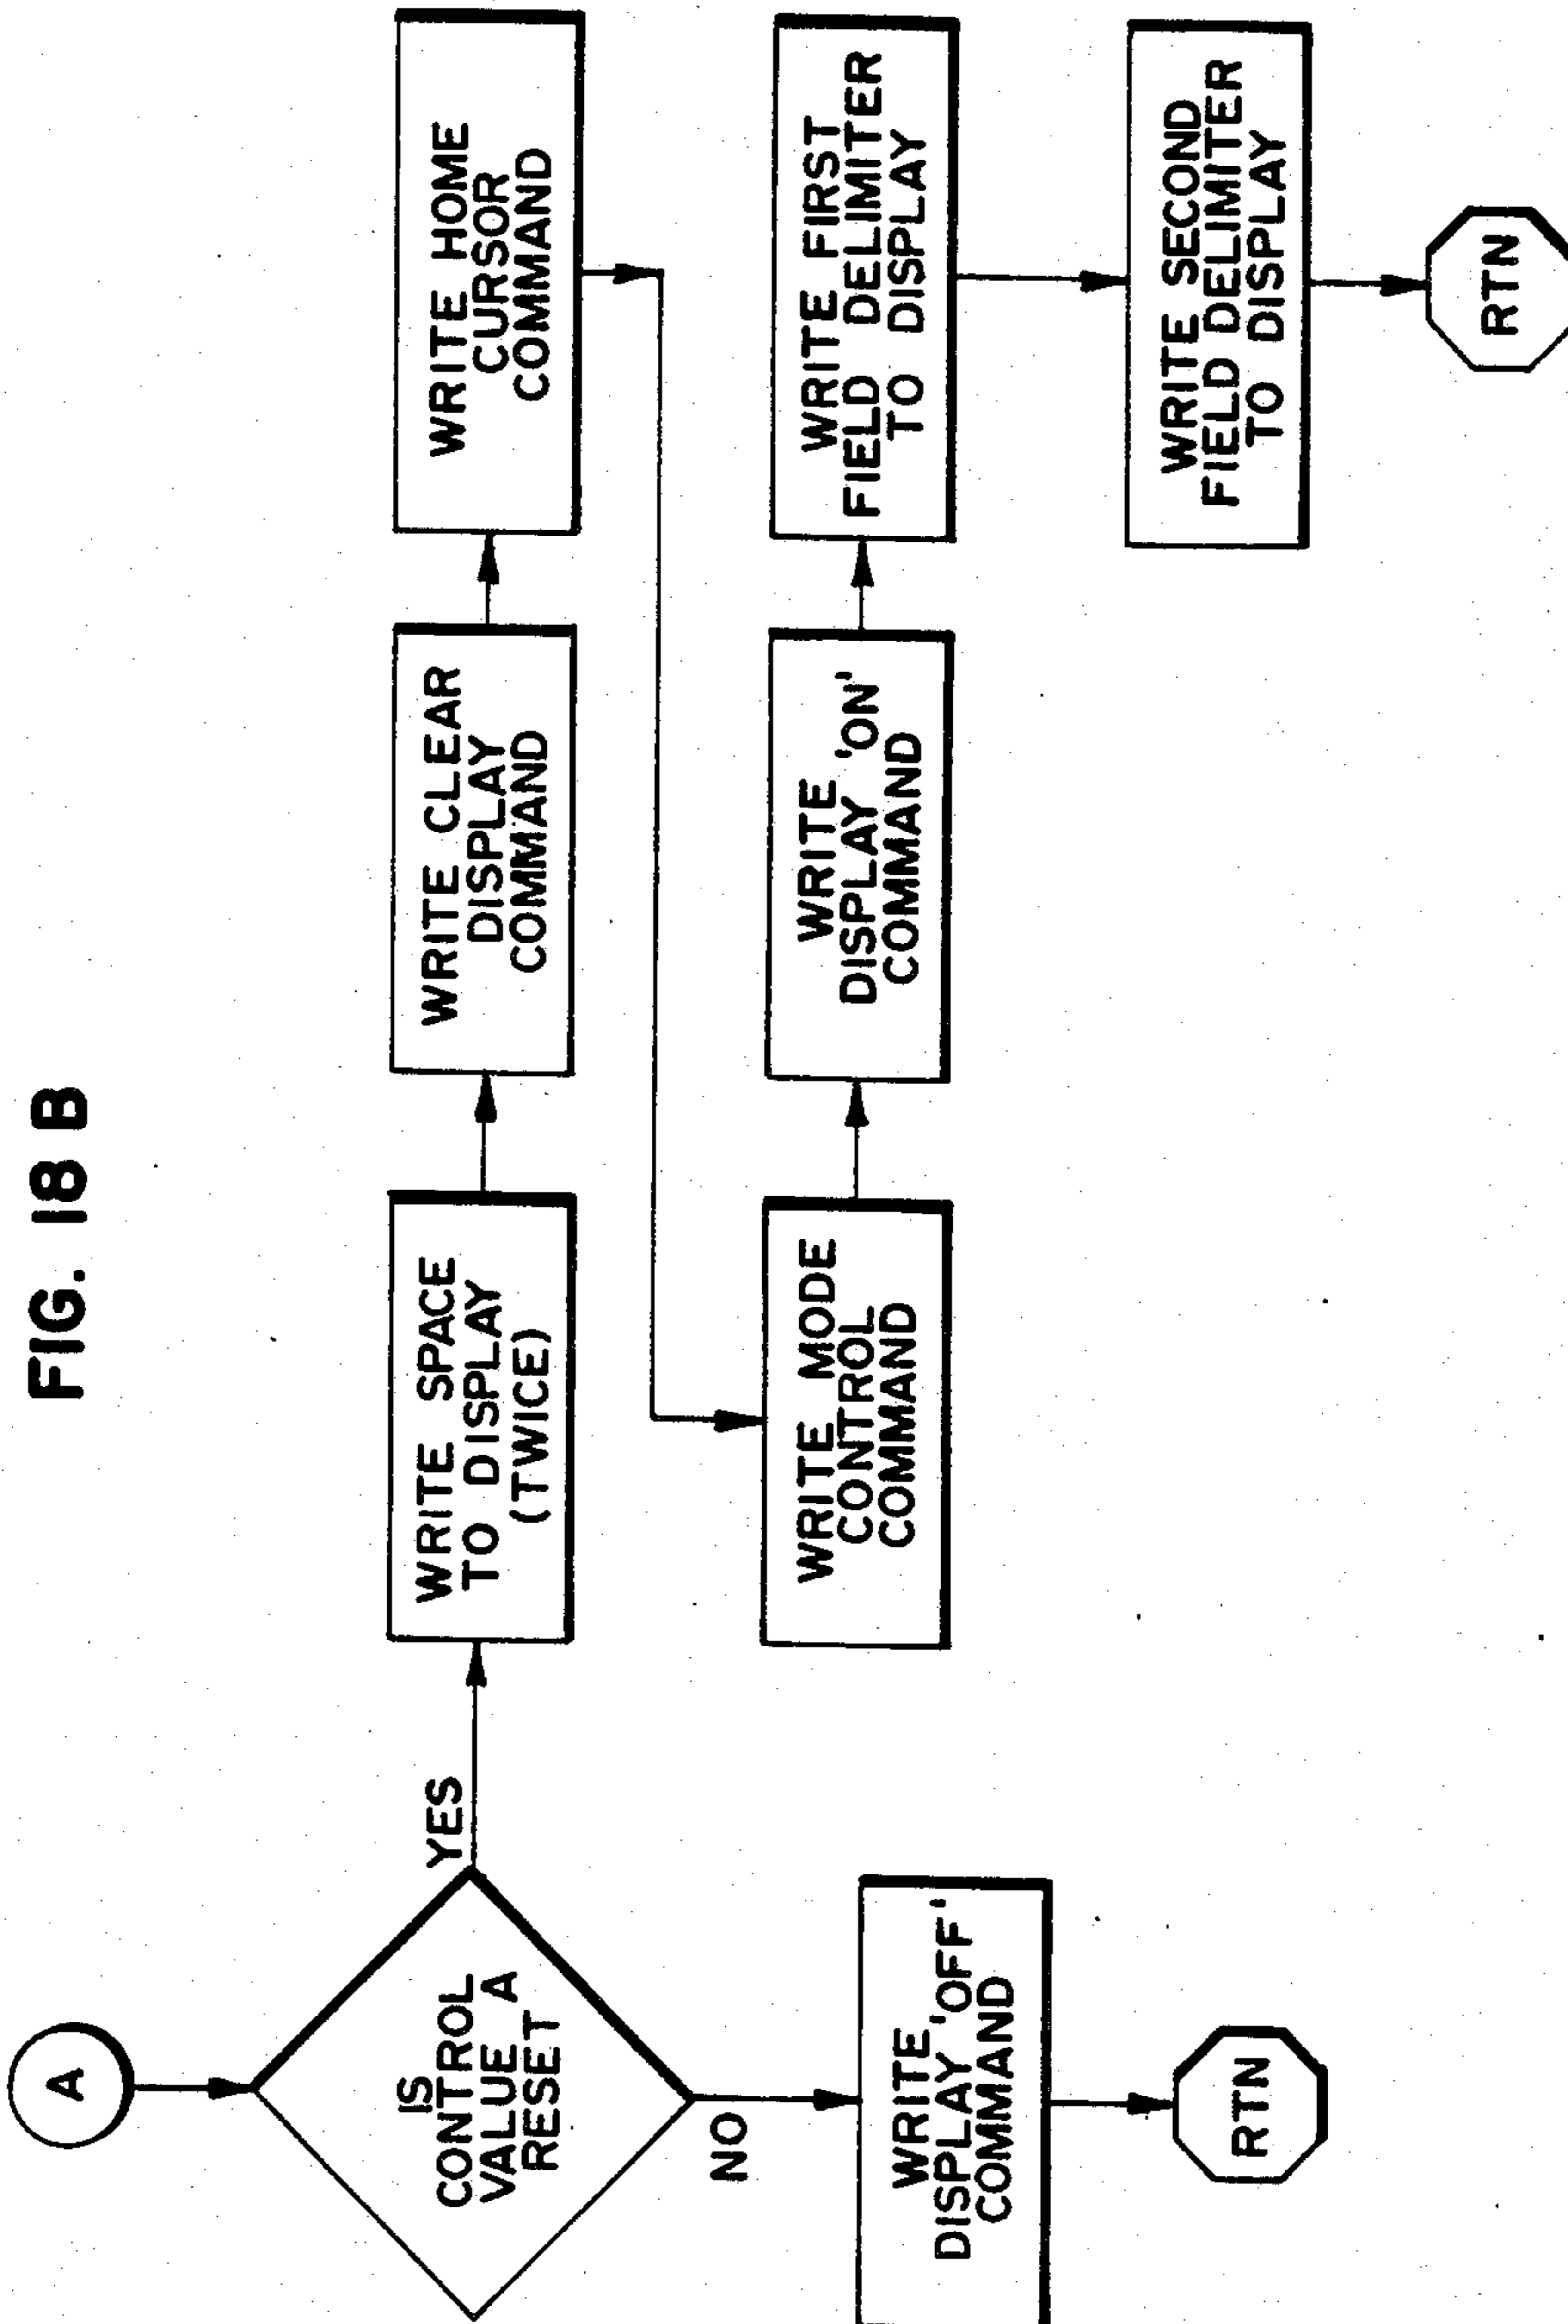 FIG. 18 B
A
IS
CONTROL
VALUE A
RESET
YES
NO
WRITE SPACE
TO DISPLAY
(TWICE)
WRITE CLEAR
DISPLAY
COMMAND
WRITE HOME
CURSOR
COMMAND
WRITE MODE
CONTROL
COMMAND
WRITE
DISPLAY 'ON'
COMMAND
WRITE FIRST
FIELD DELIMITER
TO DISPLAY
WRITE SECOND
FIELD DELIMITER
TO DISPLAY
RTN
WRITE
DISPLAY 'OFF'
COMMAND
RTN